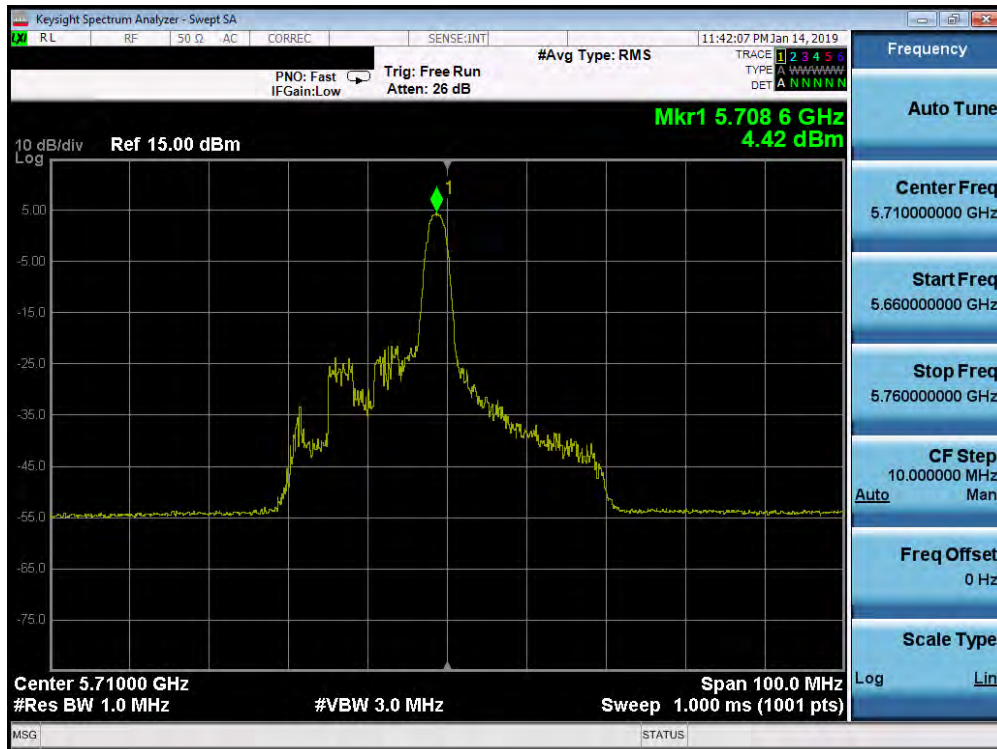 Keysight Spectrum Analyzer - Swept SA
LXI RL RF 50 Ω AC CORREC SENSE:INT 11:42:07 PM Jan 14, 2019
PNO: Fast
IFGain:Low
Trig: Free Run
Atten: 26 dB
#Avg Type: RMS
TRACE 1 2 3 4 5 6
TYPE A WWWWW
DET A N N N N N
Mkr1 5.708 6 GHz
4.42 dBm
10 dB/div Ref 15.00 dBm
Log
1
5.00
-5.00
-15.0
-25.0
-35.0
-45.0
-55.0
-65.0
-75.0
Center 5.71000 GHz Span 100.0 MHz
#Res BW 1.0 MHz #VBW 3.0 MHz Sweep 1.000 ms (1001 pts)
MSG STATUS
Frequency
Auto Tune
Center Freq
5.710000000 GHz
Start Freq
5.660000000 GHz
Stop Freq
5.760000000 GHz
CF Step
10.000000 MHz
Auto Man
Freq Offset
0 Hz
Scale Type
Log Lin